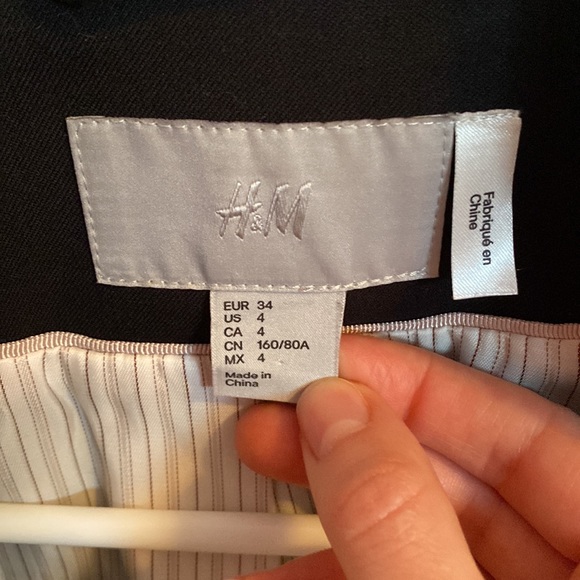 H&M
Fabriqué en
Chine
EUR 34
US 4
CA 4
CN 160/80A
MX 4
Made in
China